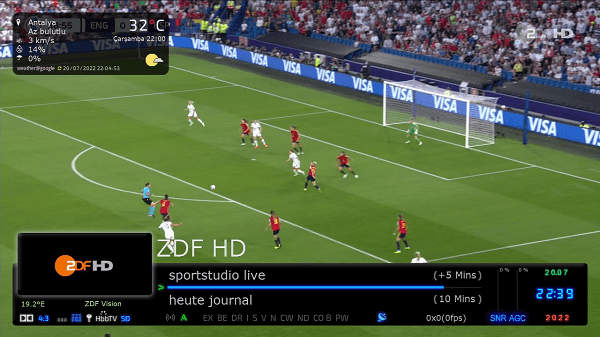 Antalya
Az bulutlu
3 km/s
14%
0%
32°C
Çarşamba 22:00
weather@google 20/07/2022 22:04:53
ENG
ZDF HD
VISA VISA VISA VISA VISA VISA
ZDF HD
ZDF HD
sportstudio live (+5 Mins)
heute journal (10 Mins)
0% 0%
20.07
22:39
2022
19.2°E ZDF Vision
4:3 HbbTV SD
A EX BE DR I S V N CW ND CO B PW
0x0(0fps)
SNR AGC